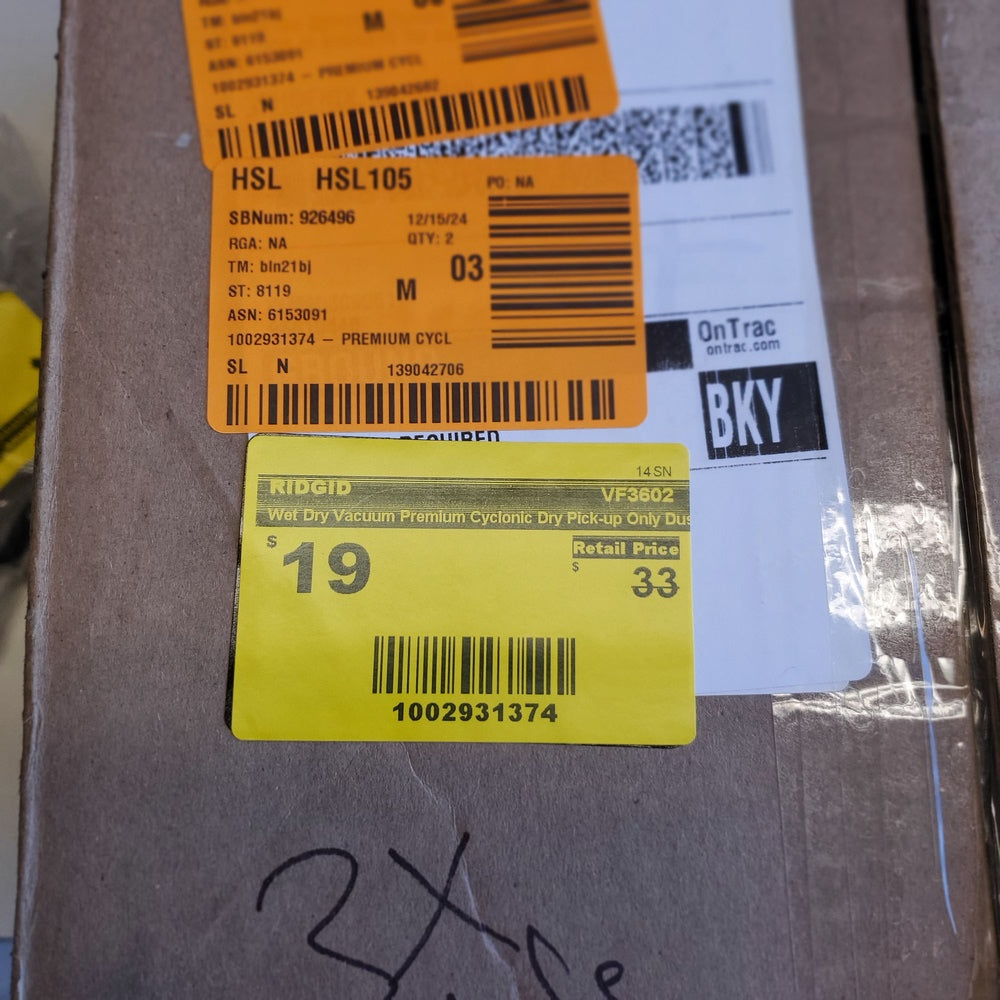 M
ASN: 6153091
1002931374 – PREMIUM CYCL
SL N 139042682
HSL HSL105 PO: NA
SBNum: 926496 12/15/24
RGA: NA QTY: 2
TM: bln21bj 03
ST: 8119 M
ASN: 6153091
1002931374 – PREMIUM CYCL
SL N 139042706
OnTrac
ontrac.com
BKY
REQUIRED
14 SN
RIDGID VF3602
Wet Dry Vacuum Premium Cyclonic Dry Pick-up Only Dus
$ 19 Retail Price
$ 33
1002931374
2X